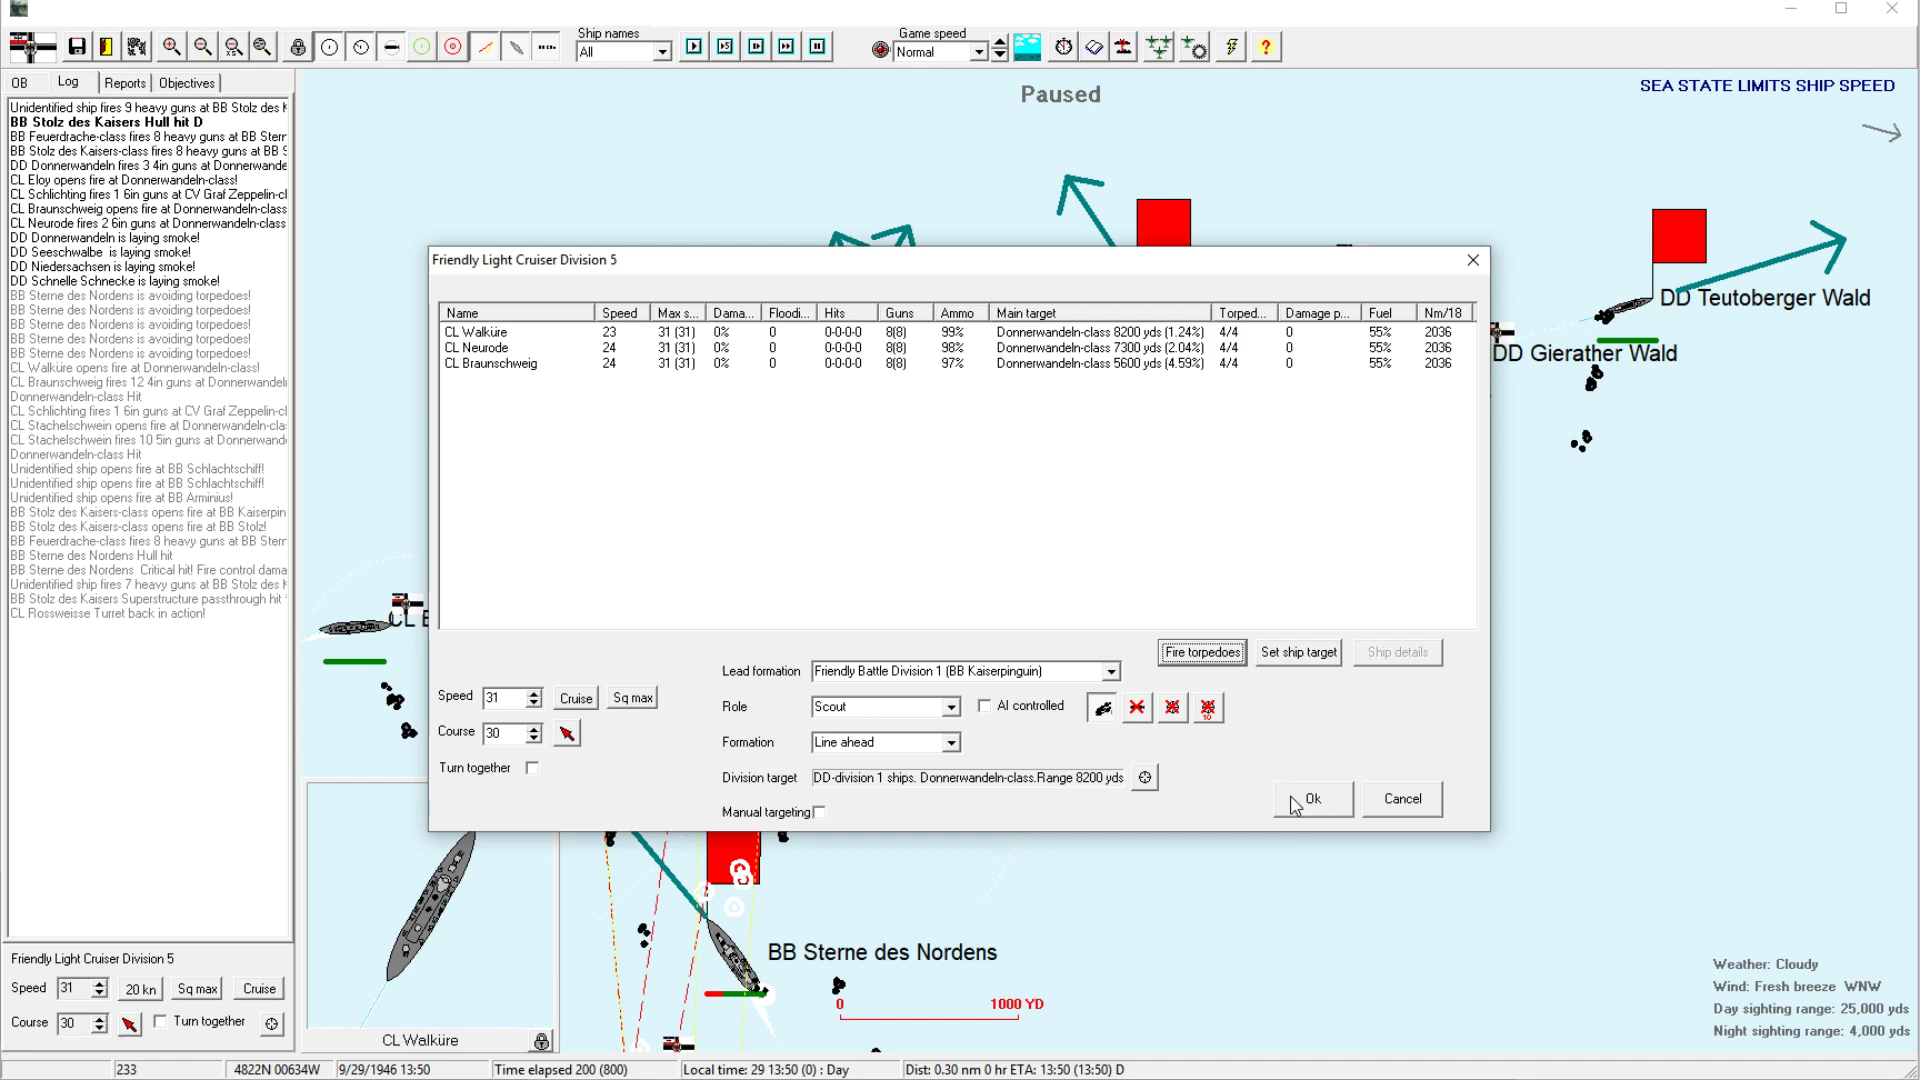 Ship names
All
Game speed
Normal
OB
Log
Reports
Objectives
SEA STATE LIMITS SHIP SPEED
Paused
Unidentified ship fires 9 heavy guns at BB Stolz des
BB Stolz des Kaisers Hull hit D
BB Feuerdrache-class fires 8 heavy guns at BB Sterr
BB Stolz des Kaisers-class fires 8 heavy guns at BB
DD Donnerwandeln fires 3 4in guns at Donnerwande
CL Eloy opens fire at Donnerwandeln-class!
CL Schlichting fires 1 6in guns at CV Graf Zeppelin-cl
CL Braunschweig opens fire at Donnerwandeln-class
CL Neurode fires 2 6in guns at Donnerwandeln-class
DD Donnerwandeln is laying smoke!
DD Seeschwalbe is laying smoke!
DD Niedersachsen is laying smoke!
DD Schnelle Schnecke is laying smoke!
BB Sterne des Nordens is avoiding torpedoes!
BB Sterne des Nordens is avoiding torpedoes!
BB Sterne des Nordens is avoiding torpedoes!
BB Sterne des Nordens is avoiding torpedoes!
BB Sterne des Nordens is avoiding torpedoes!
CL Walküre opens fire at Donnerwandeln-class!
CL Braunschweig fires 12 4in guns at Donnerwandeln
Donnerwandeln-class Hit
CL Schlichting fires 1 6in guns at CV Graf Zeppelin-cl
CL Stachelschwein opens fire at Donnerwandeln-cla:
CL Stachelschwein fires 10 5in guns at Donnerwand
Donnerwandeln-class Hit
Unidentified ship opens fire at BB Schlachtschiff!
Unidentified ship opens fire at BB Schlachtschiff!
Unidentified ship opens fire at BB Arminius!
BB Stolz des Kaisers-class opens fire at BB Kaiserpin
BB Stolz des Kaisers-class opens fire at BB Stolz!
BB Feuerdrache-class fires 8 heavy guns at BB Sterr
BB Sterne des Nordens Hull hit
BB Sterne des Nordens Critical hit! Fire control dama
Unidentified ship fires 7 heavy guns at BB Stolz des
BB Stolz des Kaisers Superstructure passthrough hit
CL Rossweisse Turret back in action!
DD Teutoberger Wald
DD Gierather Wald
Friendly Light Cruiser Division 5
Name Speed Max s... Dama... Floodi... Hits Guns Ammo Main target Torped... Damage p... Fuel Nm/18
CL Walküre 23 31 (31) 0% 0 0-0-0-0 8(8) 99% Donnerwandeln-class 8200 yds (1.24%) 4/4 0 55% 2036
CL Neurode 24 31 (31) 0% 0 0-0-0-0 8(8) 98% Donnerwandeln-class 7300 yds (2.04%) 4/4 0 55% 2036
CL Braunschweig 24 31 (31) 0% 0 0-0-0-0 8(8) 97% Donnerwandeln-class 5600 yds (4.59%) 4/4 0 55% 2036
Fire torpedoes
Set ship target
Ship details
Lead formation Friendly Battle Division 1 (BB Kaiserpinguin)
Speed 31 Cruise Sq max
Role Scout AI controlled
10
Course 30
Formation Line ahead
Turn together
Division target DD-division 1 ships. Donnerwandeln-class.Range 8200 yds
Manual targeting
Ok
Cancel
BB Sterne des Nordens
0 1000 YD
Weather: Cloudy
Wind: Fresh breeze WNW
Day sighting range: 25,000 yds
Night sighting range: 4,000 yds
Friendly Light Cruiser Division 5
Speed 31 20 kn Sq max Cruise
Course 30 Turn together
CL Walküre
233
4822N 00634W
9/29/1946 13:50
Time elapsed 200 (800)
Local time: 29 13:50 (0) : Day
Dist: 0.30 nm 0 hr ETA: 13:50 (13:50) D